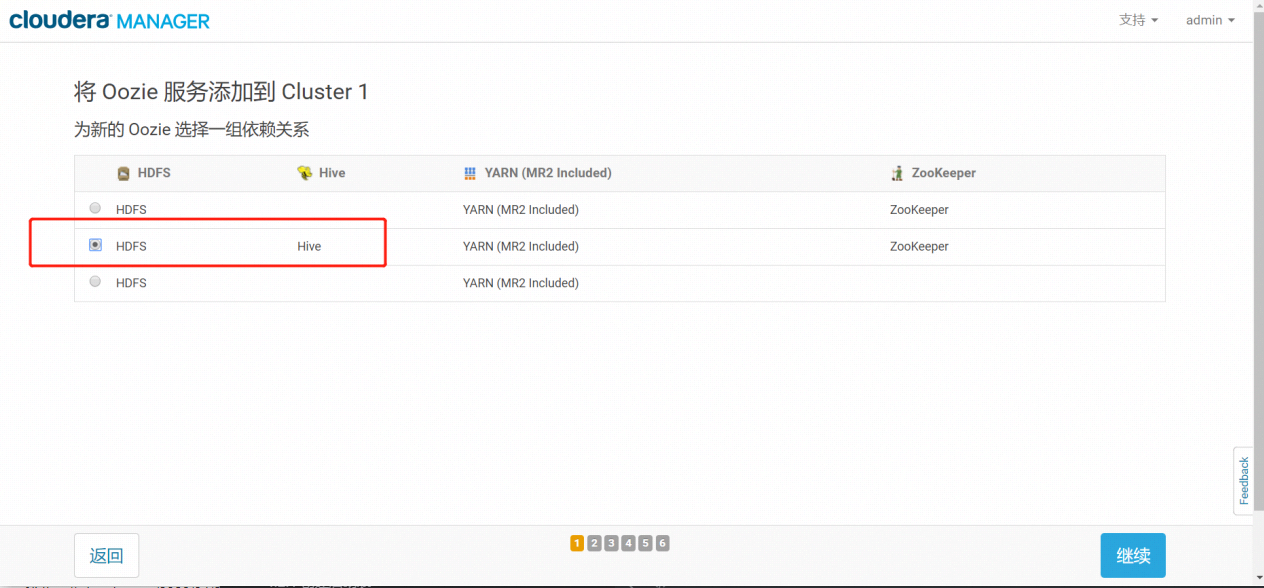 cloudera MANAGER
支持 admin
将 Oozie 服务添加到 Cluster 1
为新的 Oozie 选择一组依赖关系
HDFS Hive YARN (MR2 Included) ZooKeeper
HDFS YARN (MR2 Included) ZooKeeper
HDFS Hive YARN (MR2 Included) ZooKeeper
HDFS YARN (MR2 Included)
Feedback
返回 1 2 3 4 5 6 继续